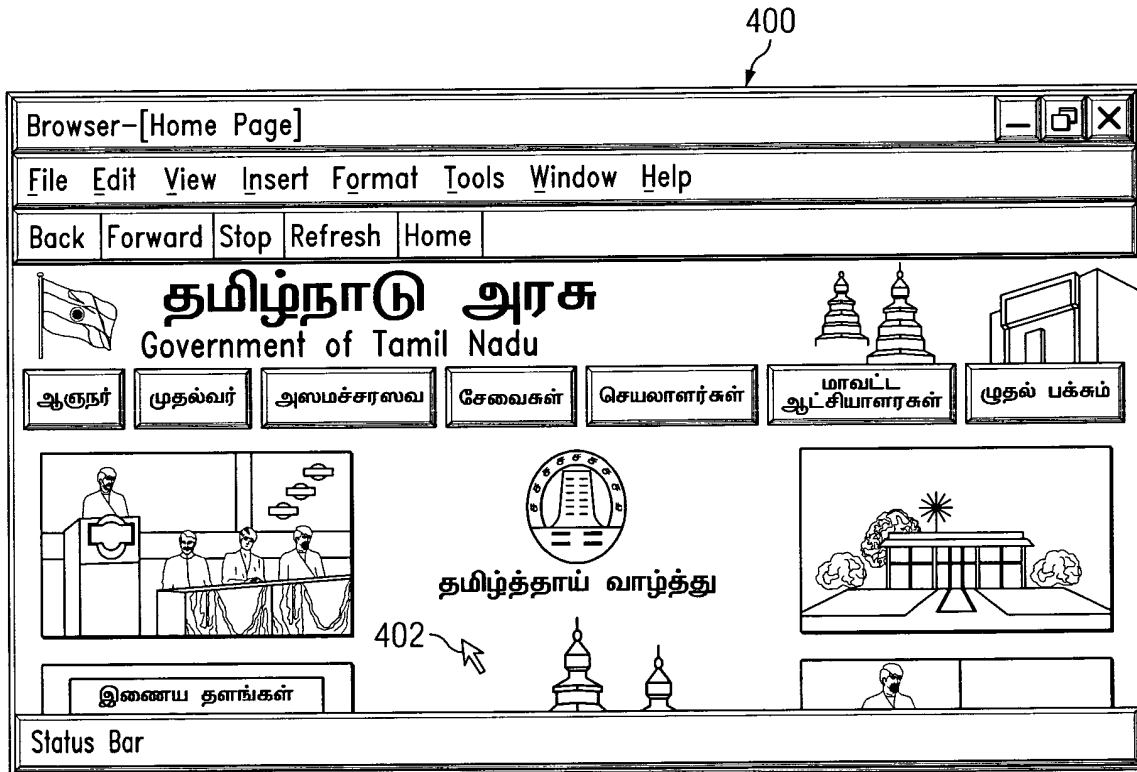 400
Browser-[Home Page]
File Edit View Insert Format Tools Window Help
Back Forward Stop Refresh Home
தமிழ்நாடு அரசு
Government of Tamil Nadu
ஆளுநர்
முதல்வர்
அஸமச்சரஸவ
சேவைசுள்
செயலாளர்சுள்
மாவட்ட
ஆட்சியாளரசுள்
முதல் பக்சும்
தமிழ்த்தாய் வாழ்த்து
402
இணைய தளங்கள்
Status Bar